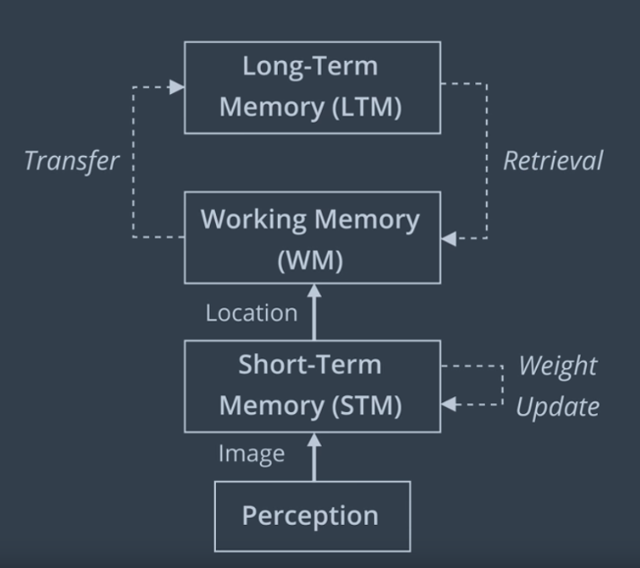 Long-Term
Memory (LTM)
Transfer
Retrieval
Working Memory
(WM)
Location
Short-Term
Memory (STM)
Weight
Update
Image
Perception